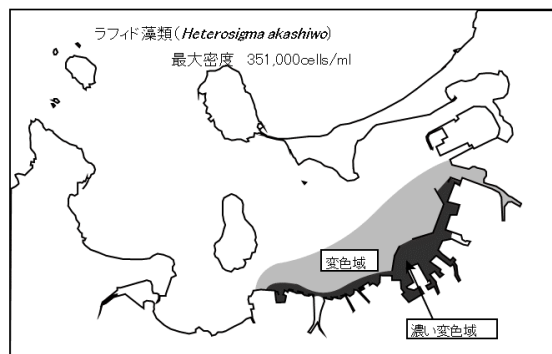 ラフィド藻類(Heterosigma akashiwo)
最大密度 351,000cells/ml
変色域
濃い変色域